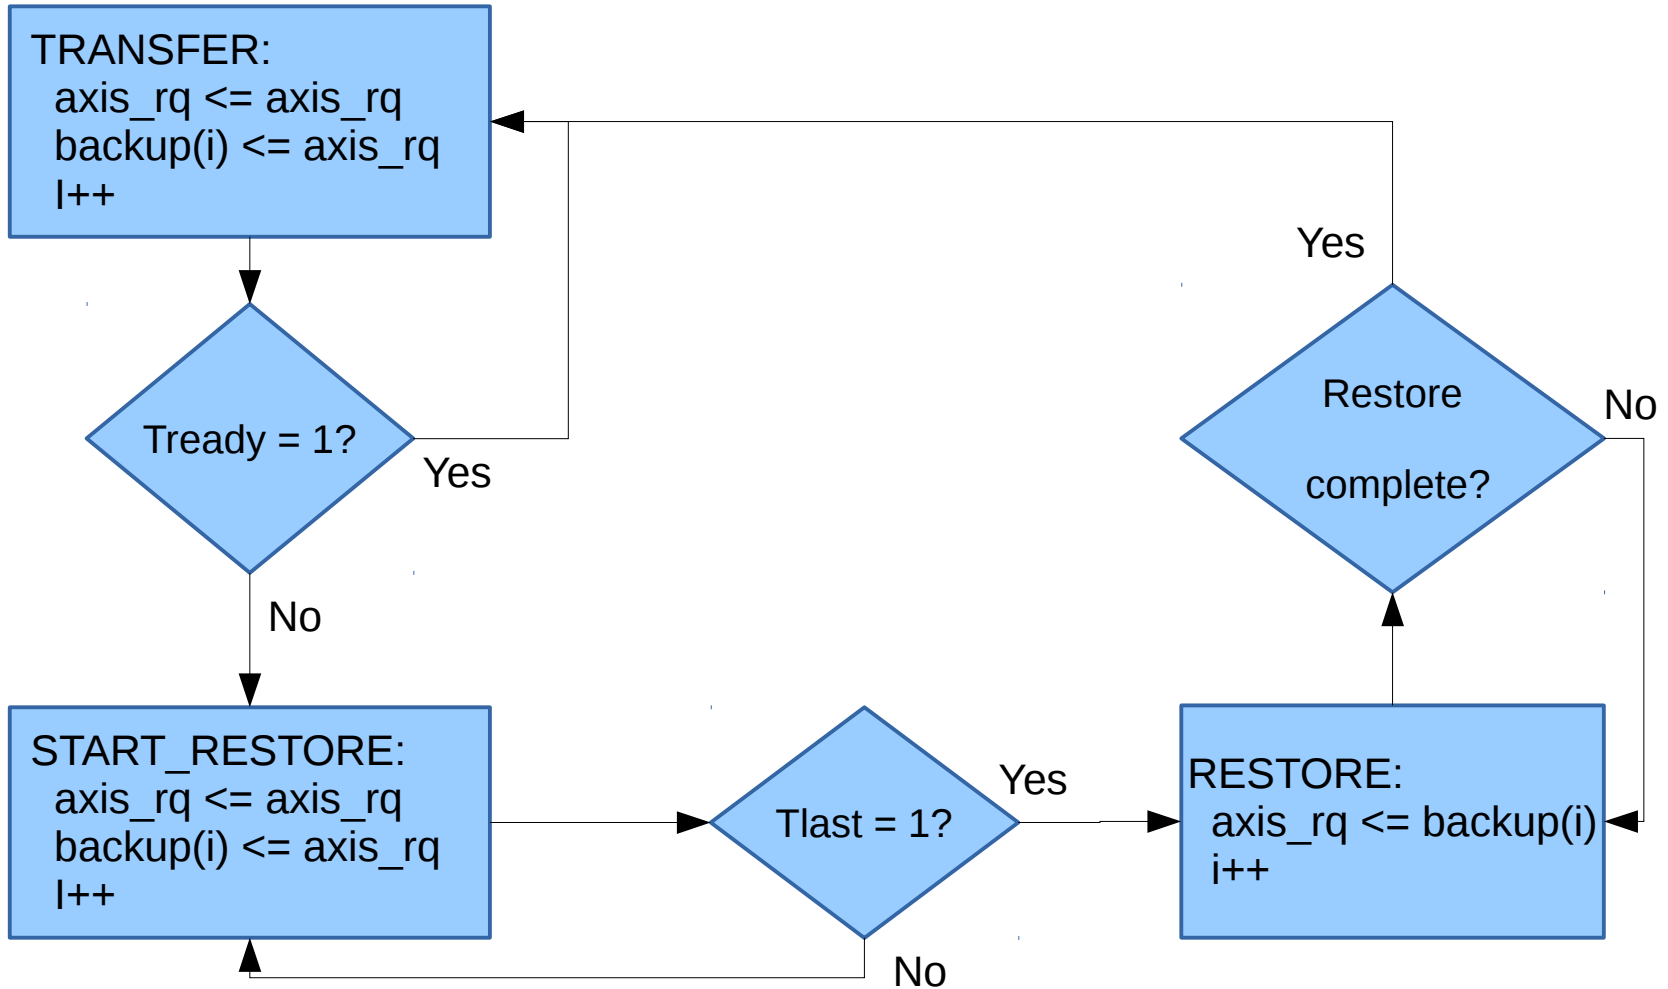 TRANSFER:
axis_rq <= axis_rq
backup(i) <= axis_rq
I++
Yes
Restore
complete?
No
Tready = 1?
Yes
No
START_RESTORE:
axis_rq <= axis_rq
backup(i) <= axis_rq
I++
Tlast = 1?
Yes
No
RESTORE:
axis_rq <= backup(i)
i++